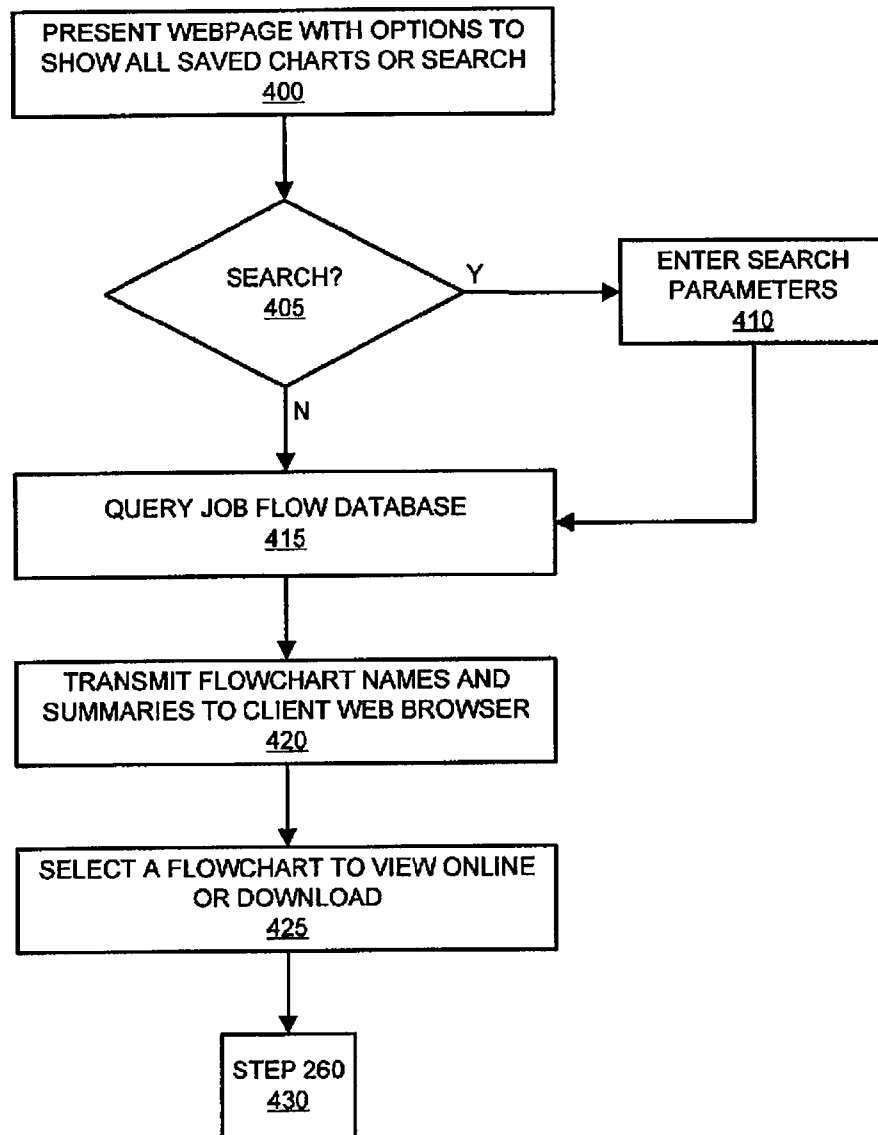 PRESENT WEBPAGE WITH OPTIONS TO
SHOW ALL SAVED CHARTS OR SEARCH
400
SEARCH?
405
Y
ENTER SEARCH
PARAMETERS
410
N
QUERY JOB FLOW DATABASE
415
TRANSMIT FLOWCHART NAMES AND
SUMMARIES TO CLIENT WEB BROWSER
420
SELECT A FLOWCHART TO VIEW ONLINE
OR DOWNLOAD
425
STEP 260
430